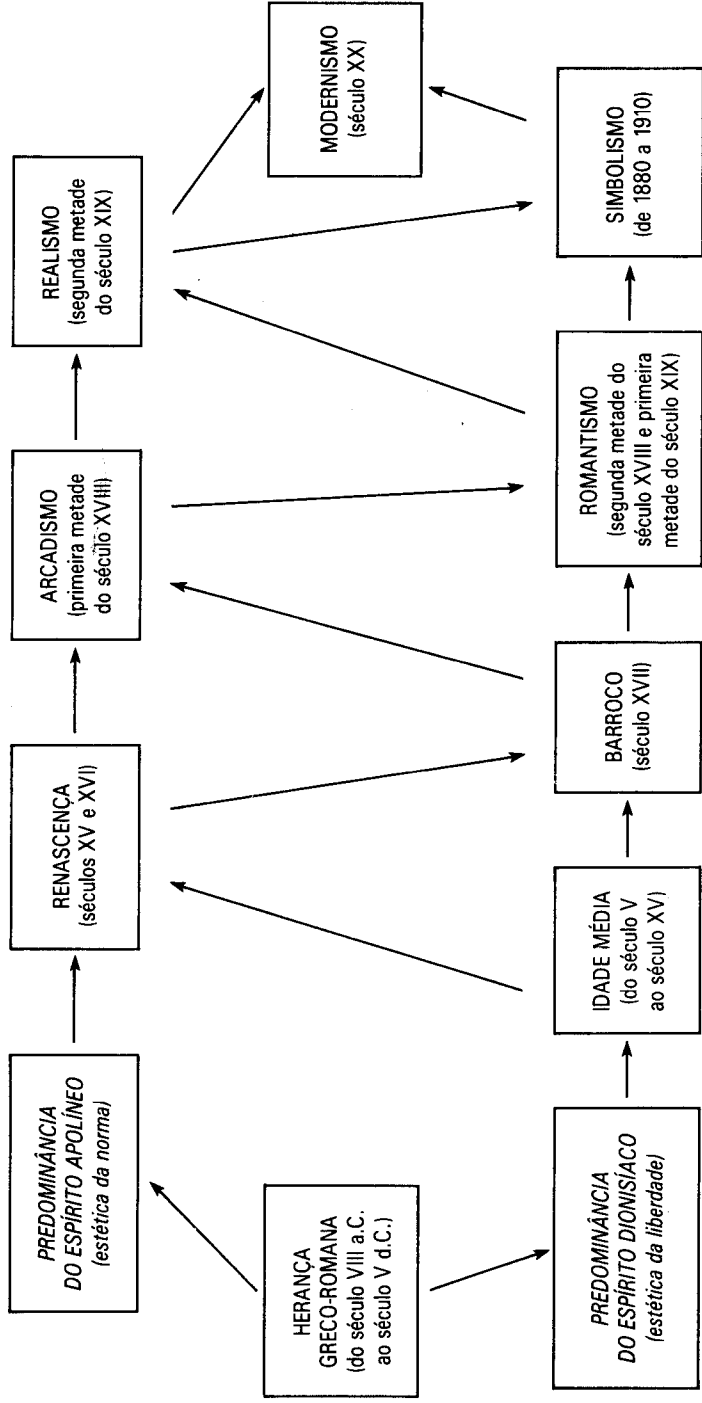 PREDOMINÂNCIA
DO ESPÍRITO APOLÍNEO
(estética da norma)
RENASCENÇA
(séculos XV e XVI)
ARCADISMO
(primeira metade
do século XVIII)
REALISMO
(segunda metade
do século XIX)
HERANÇA
GRECO-ROMANA
(do século VIII a.C.
ao século V d.C.)
MODERNISMO
(século XX)
PREDOMINÂNCIA
DO ESPÍRITO DIONISÍACO
(estética da liberdade)
IDADE MÉDIA
(do século V
ao século XV)
BARROCO
(século XVII)
ROMANTISMO
(segunda metade do
século XVIII e primeira
metade do século XIX)
SIMBOLISMO
(de 1880 a 1910)